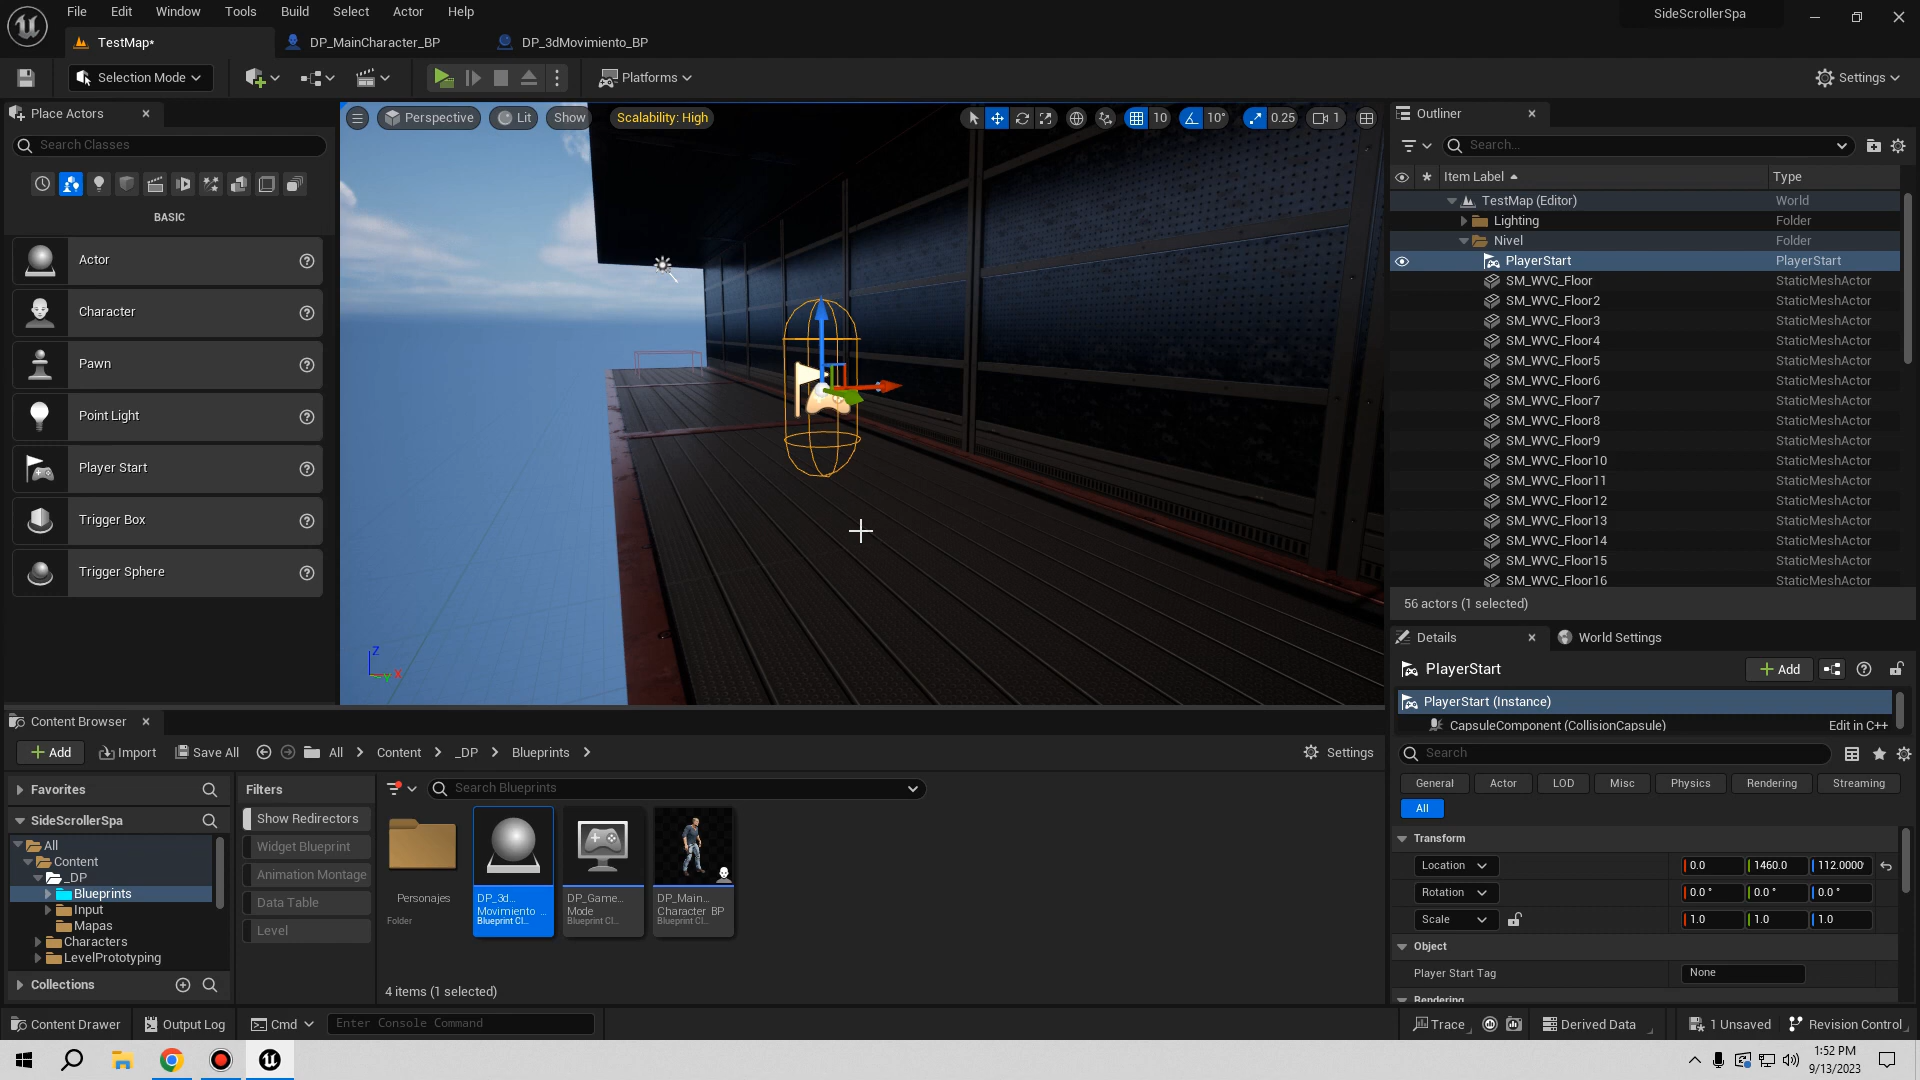 File Edit Window Tools Build Select Actor Help
SideScrollerSpa
TestMap* DP_MainCharacter_BP DP_3dMovimiento_BP
Selection Mode Platforms Settings
Place Actors
Search Classes
BASIC
Actor
Character
Pawn
Point Light
Player Start
Trigger Box
Trigger Sphere
Perspective Lit Show Scalability: High 10 10° 0.25 1
Z
Y X
Outliner
Search...
Item Label Type
TestMap (Editor) World
Lighting Folder
Nivel Folder
PlayerStart PlayerStart
SM_WVC_Floor StaticMeshActor
SM_WVC_Floor2 StaticMeshActor
SM_WVC_Floor3 StaticMeshActor
SM_WVC_Floor4 StaticMeshActor
SM_WVC_Floor5 StaticMeshActor
SM_WVC_Floor6 StaticMeshActor
SM_WVC_Floor7 StaticMeshActor
SM_WVC_Floor8 StaticMeshActor
SM_WVC_Floor9 StaticMeshActor
SM_WVC_Floor10 StaticMeshActor
SM_WVC_Floor11 StaticMeshActor
SM_WVC_Floor12 StaticMeshActor
SM_WVC_Floor13 StaticMeshActor
SM_WVC_Floor14 StaticMeshActor
SM_WVC_Floor15 StaticMeshActor
SM_WVC_Floor16 StaticMeshActor
56 actors (1 selected)
Details World Settings
PlayerStart Add
PlayerStart (Instance)
CapsuleComponent (CollisionCapsule) Edit in C++
Search
General Actor LOD Misc Physics Rendering Streaming
All
Transform
Location 0.0 1460.0 112.0000
Rotation 0.0 ° 0.0 ° 0.0 °
Scale 1.0 1.0 1.0
Object
Player Start Tag None
Rendering
Content Browser
Add Import Save All All Content _DP Blueprints Settings
Favorites
SideScrollerSpa
All
Content
_DP
Blueprints
Input
Mapas
Characters
LevelPrototyping
Collections
Filters
Show Redirectors
Widget Blueprint
Animation Montage
Data Table
Level
Search Blueprints
Personajes
Folder
DP_3d...
Movimiento_...
Blueprint Cl...
DP_Game...
Mode
Blueprint Cl...
DP_Main...
Character_BP
Blueprint Cl...
4 items (1 selected)
Content Drawer Output Log Cmd Enter Console Command Trace Derived Data 1 Unsaved Revision Control
1:52 PM
9/13/2023